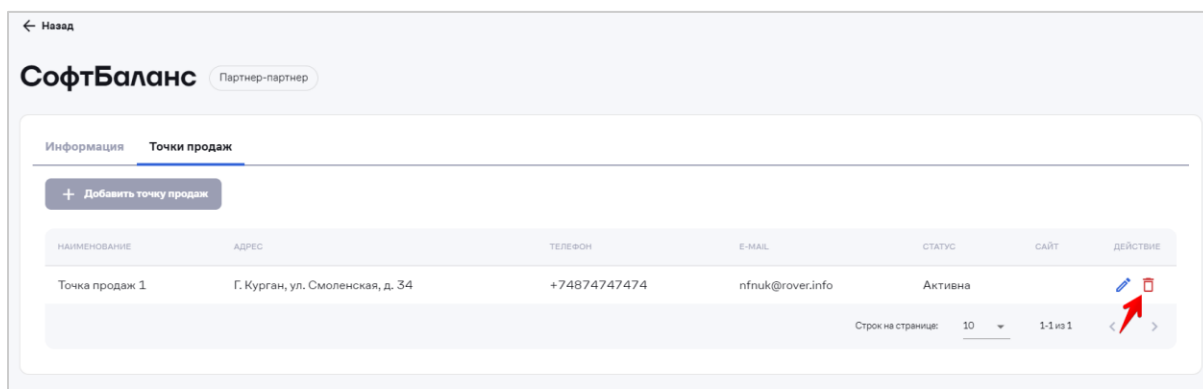 ← Назад
СофтБаланс Партнер-партнер
Информация Точки продаж
+ Добавить точку продаж
НАИМЕНОВАНИЕ АДРЕС ТЕЛЕФОН E-MAIL СТАТУС САЙТ ДЕЙСТВИЕ
Точка продаж 1 Г. Курган, ул. Смоленская, д. 34 +74874747474 nfnuk@rover.info Активна
Строк на странице: 10 1-1 из 1 < >